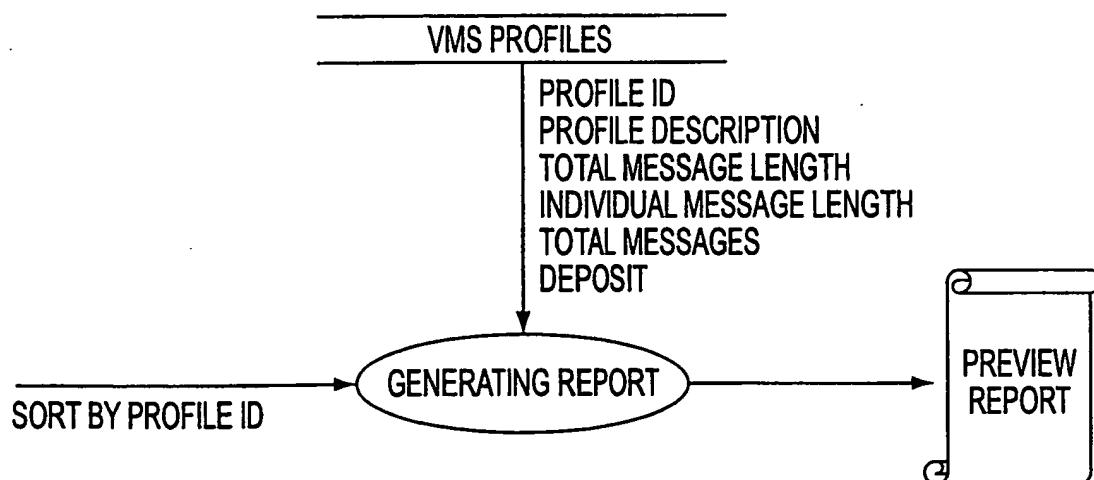 VMS PROFILES
PROFILE ID
PROFILE DESCRIPTION
TOTAL MESSAGE LENGTH
INDIVIDUAL MESSAGE LENGTH
TOTAL MESSAGES
DEPOSIT
SORT BY PROFILE ID
GENERATING REPORT
PREVIEW
REPORT